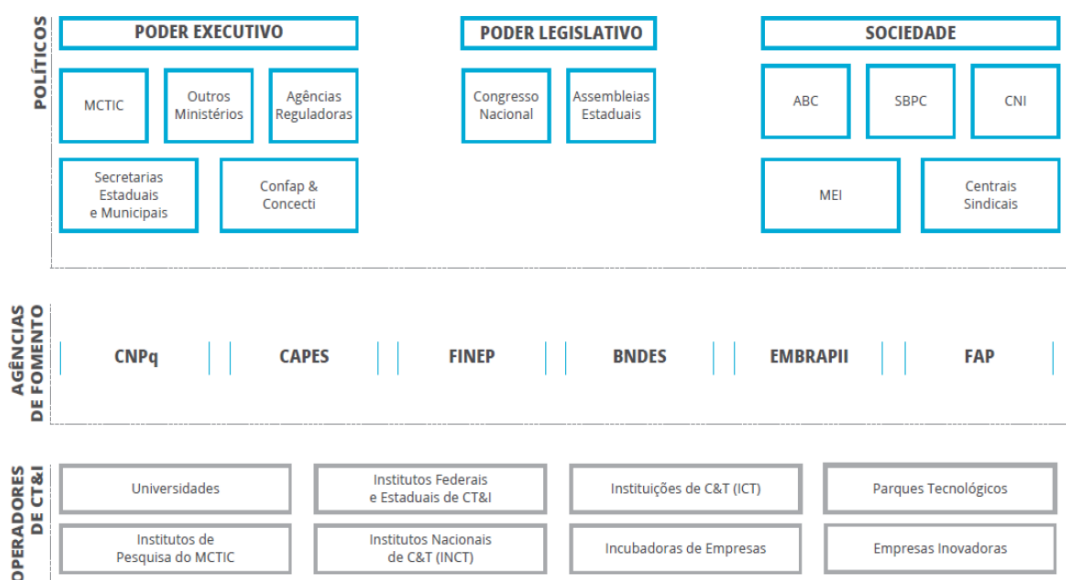 POLÍTICOS
PODER EXECUTIVO
PODER LEGISLATIVO
SOCIEDADE
MCTIC
Outros
Ministérios
Agências
Reguladoras
Congresso
Nacional
Assembleias
Estaduais
ABC
SBPC
CNI
Secretarias
Estaduais
e Municipais
Confap &
Concecti
MEI
Centrais
Sindicais
AGÊNCIAS
DE FOMENTO
CNPq
CAPES
FINEP
BNDES
EMBRAPII
FAP
OPERADORES
DE CT&I
Universidades
Institutos Federais
e Estaduais de CT&I
Instituições de C&T (ICT)
Parques Tecnológicos
Institutos de
Pesquisa do MCTIC
Institutos Nacionais
de C&T (INCT)
Incubadoras de Empresas
Empresas Inovadoras